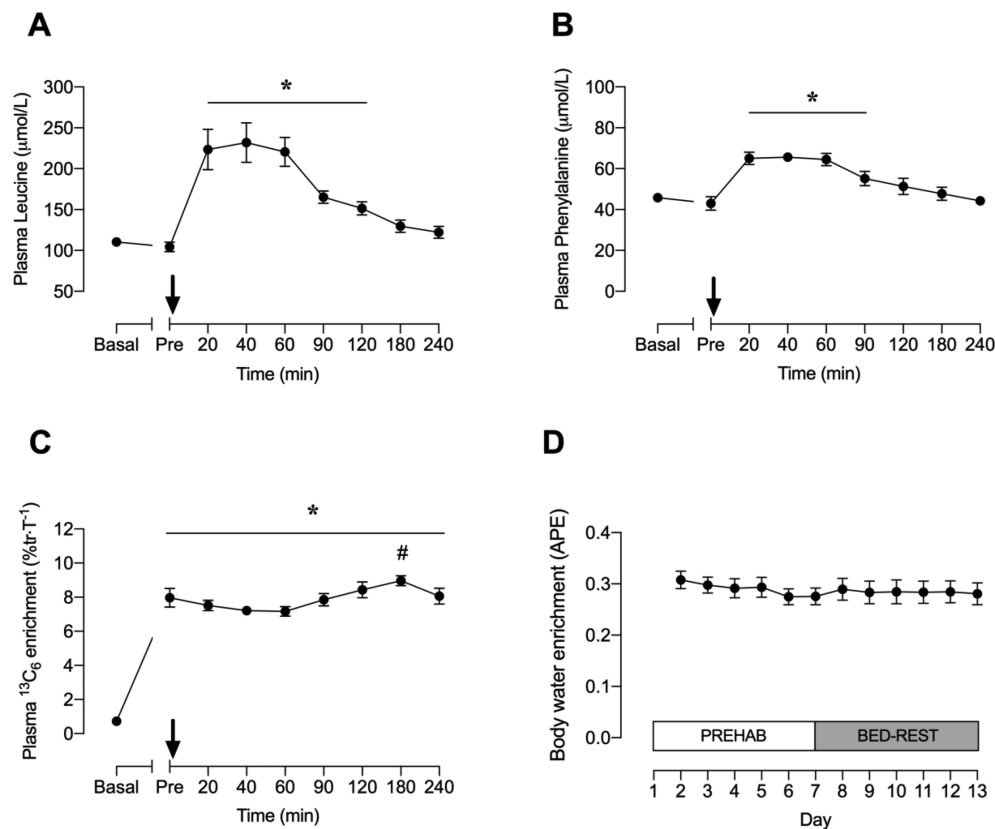 A
Plasma Leucine (μmol/L)
300
250
200
150
100
50
*
Basal Pre 20 40 60 90 120 180 240
Time (min)
B
Plasma Phenylalanine (μmol/L)
100
80
60
40
20
0
*
Basal Pre 20 40 60 90 120 180 240
Time (min)
C
Plasma ¹³C₆ enrichment (%tr·T⁻¹)
12
10
8
6
4
2
0
*
#
Basal Pre 20 40 60 90 120 180 240
Time (min)
D
Body water enrichment (APE)
0.4
0.3
0.2
0.1
0.0
PREHAB BED-REST
1 2 3 4 5 6 7 8 9 10 11 12 13
Day